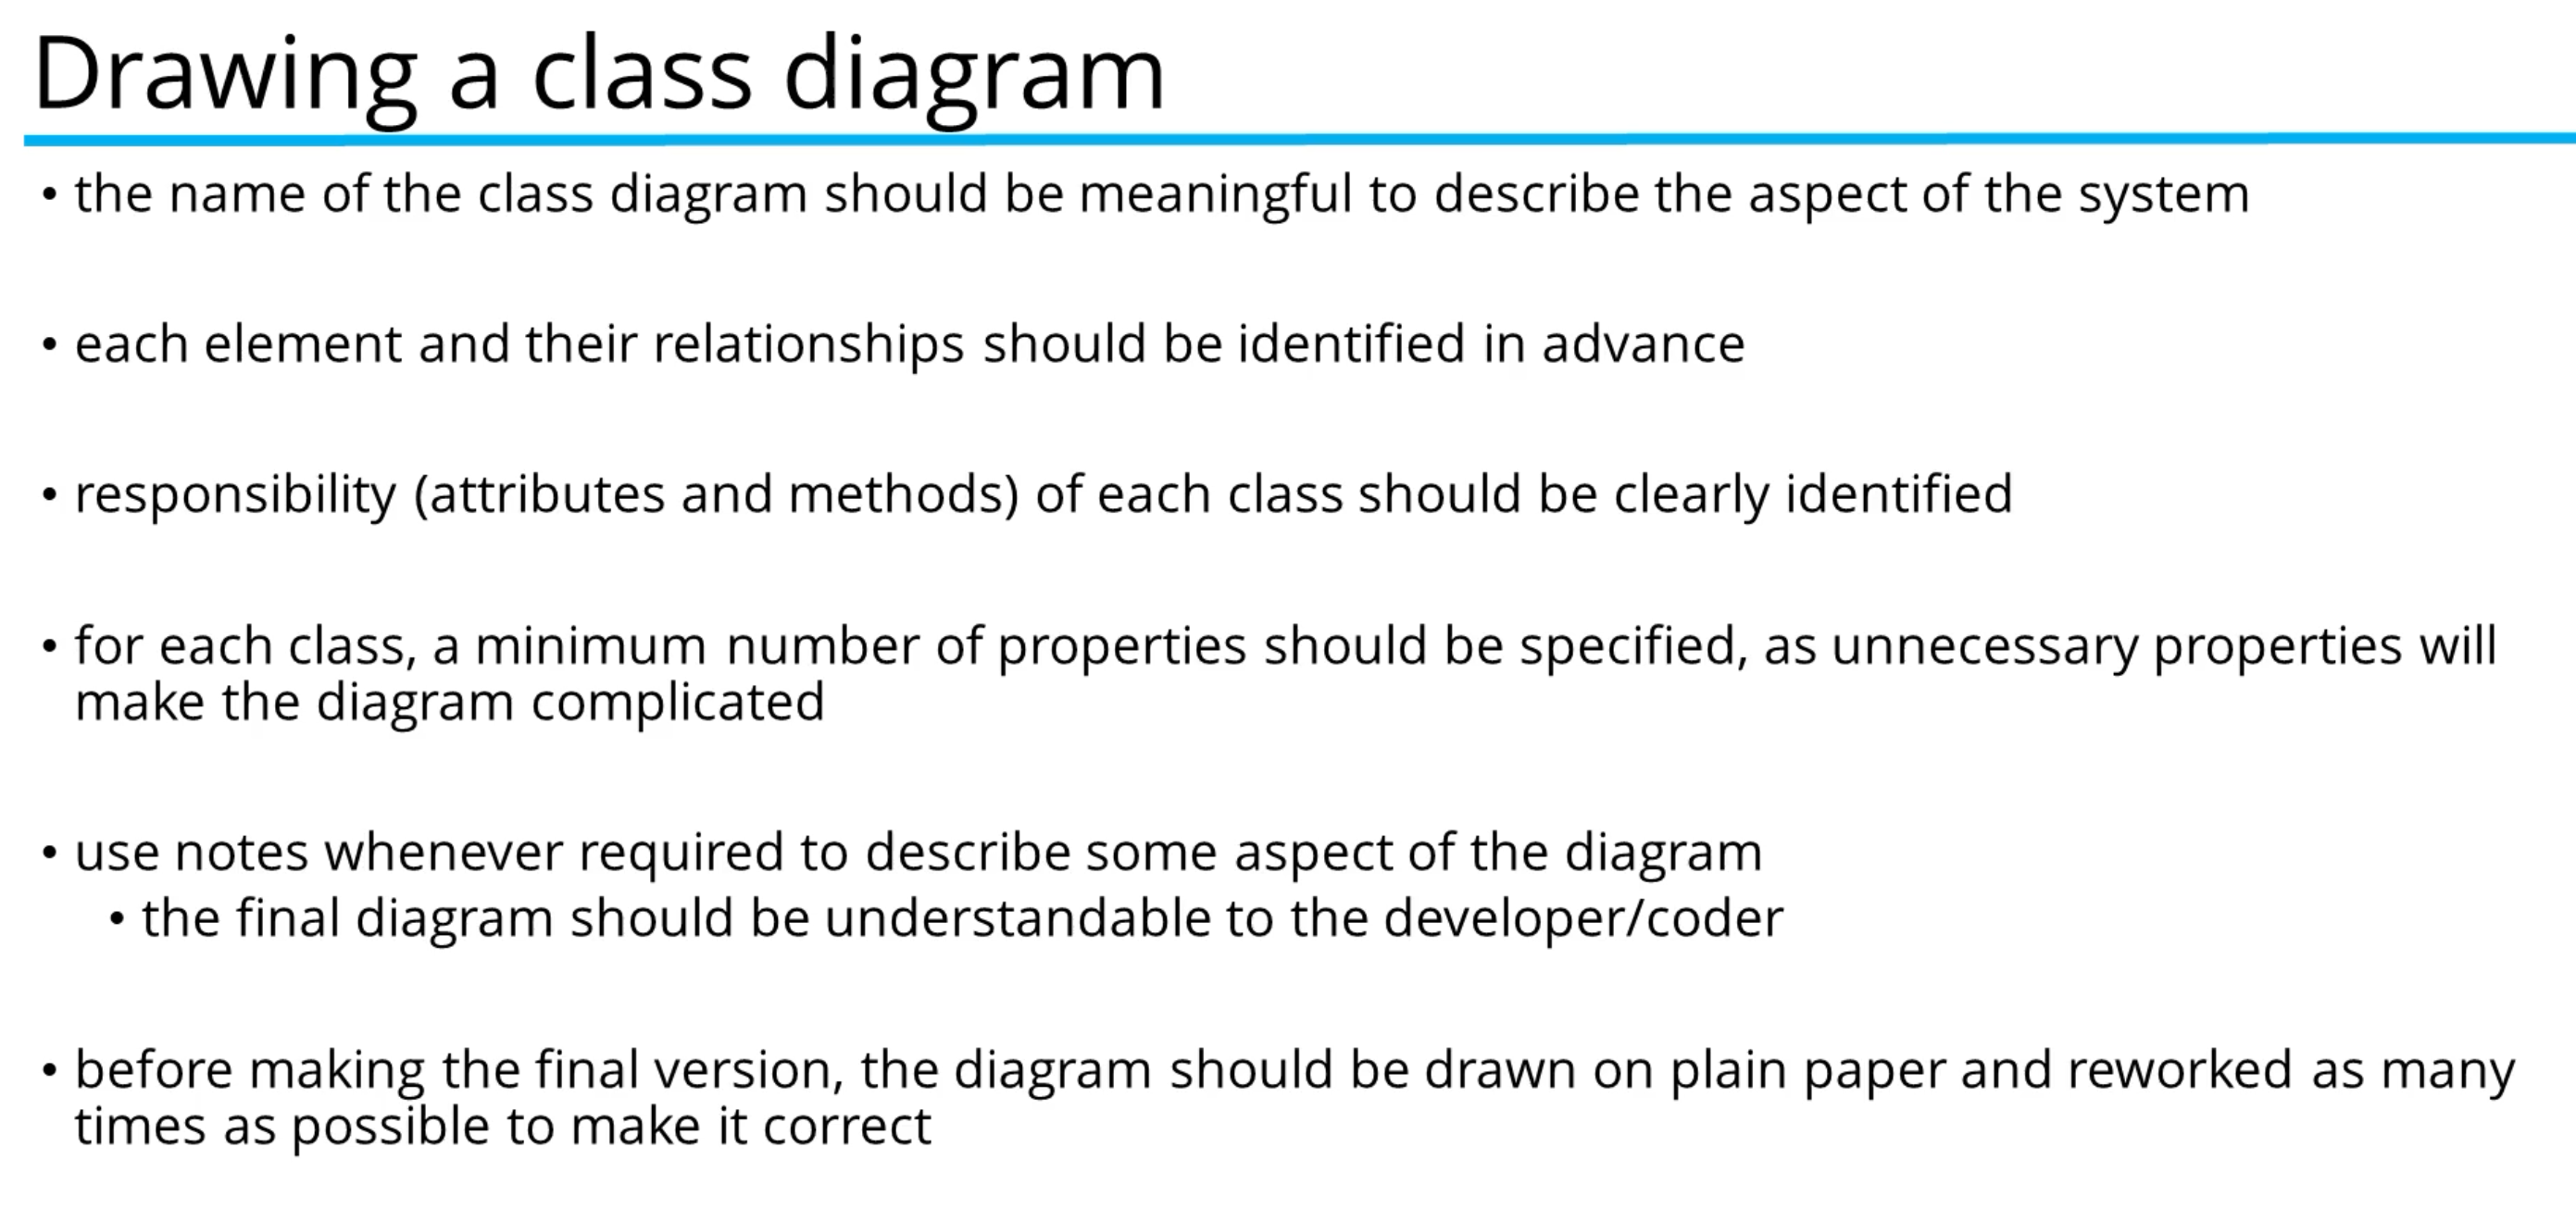 Drawing a class diagram
• the name of the class diagram should be meaningful to describe the aspect of the system
• each element and their relationships should be identified in advance
• responsibility (attributes and methods) of each class should be clearly identified
• for each class, a minimum number of properties should be specified, as unnecessary properties will
make the diagram complicated
• use notes whenever required to describe some aspect of the diagram
• the final diagram should be understandable to the developer/coder
• before making the final version, the diagram should be drawn on plain paper and reworked as many
times as possible to make it correct